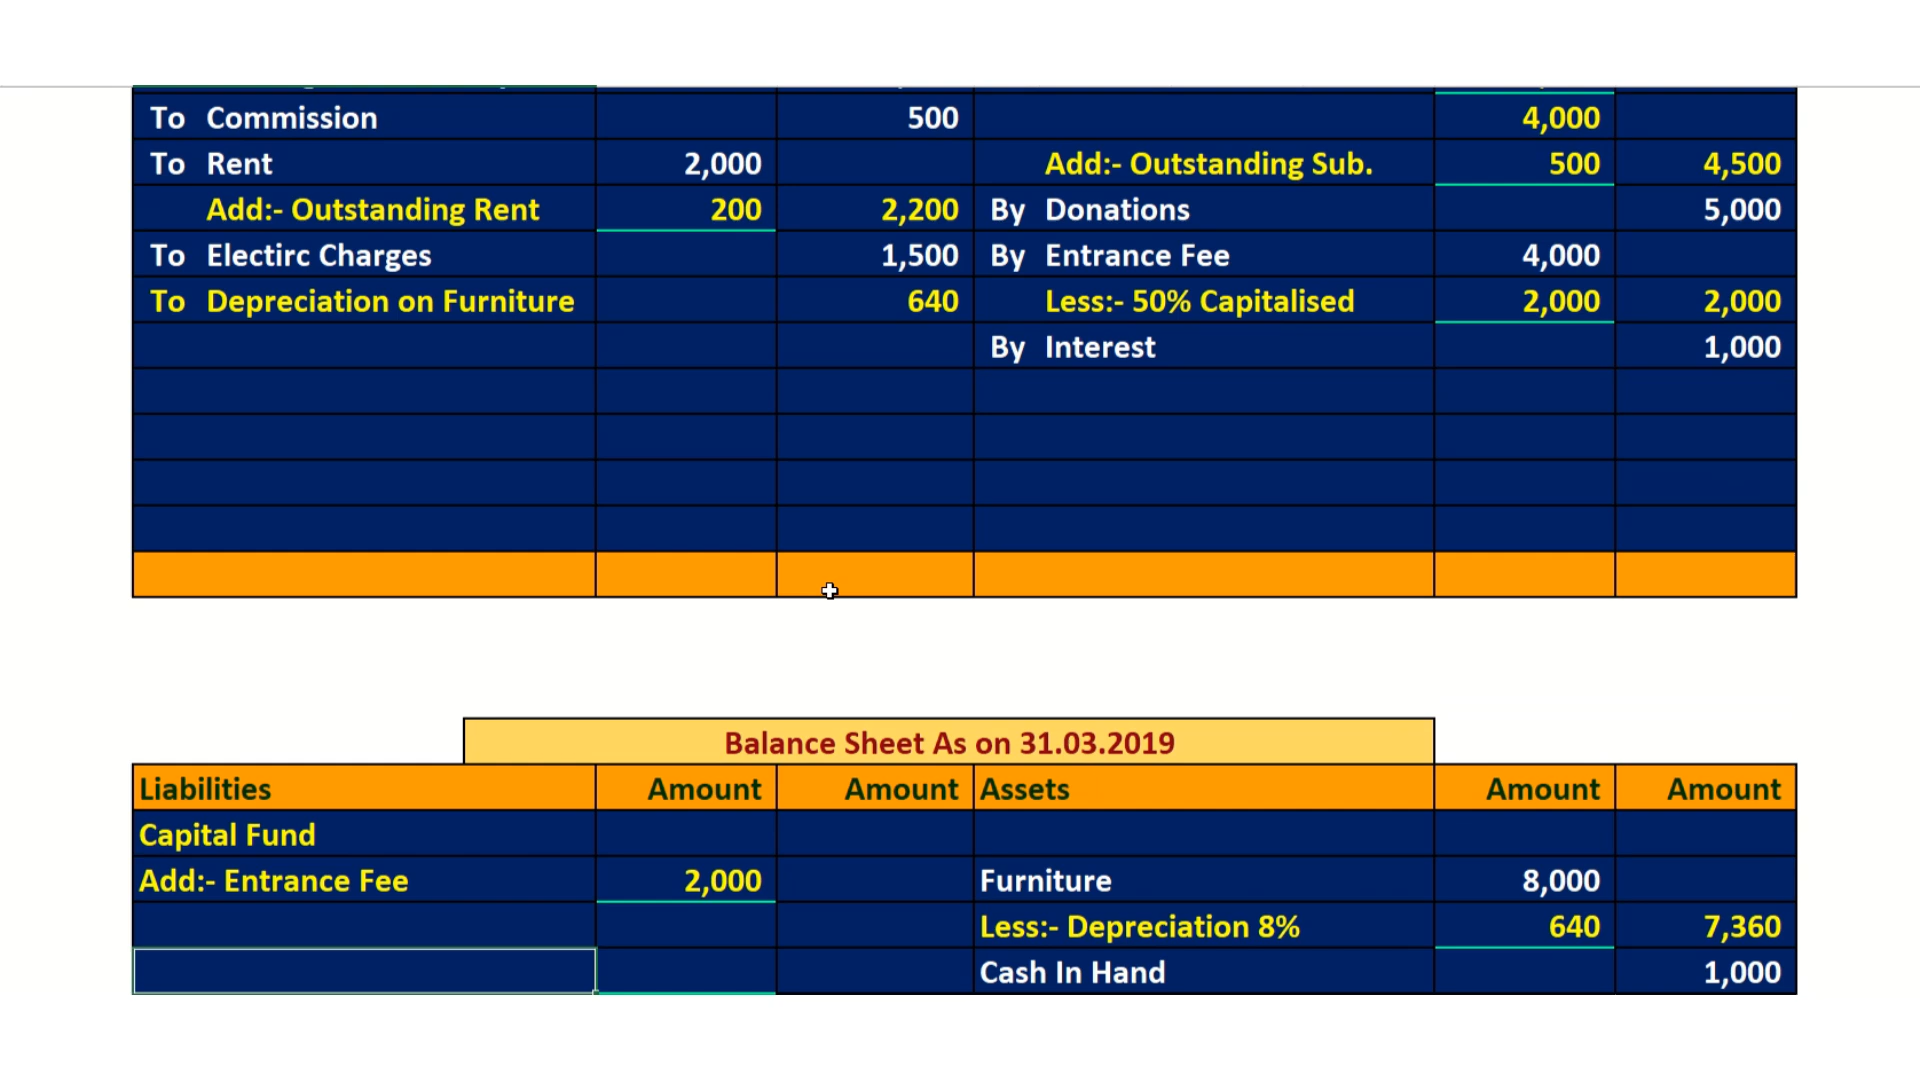 To Commission 500 4,000
To Rent 2,000 Add:- Outstanding Sub. 500 4,500
Add:- Outstanding Rent 200 2,200 By Donations 5,000
To Electirc Charges 1,500 By Entrance Fee 4,000
To Depreciation on Furniture 640 Less:- 50% Capitalised 2,000 2,000
By Interest 1,000
Balance Sheet As on 31.03.2019
Liabilities Amount Amount Assets Amount Amount
Capital Fund
Add:- Entrance Fee 2,000 Furniture 8,000
Less:- Depreciation 8% 640 7,360
Cash In Hand 1,000